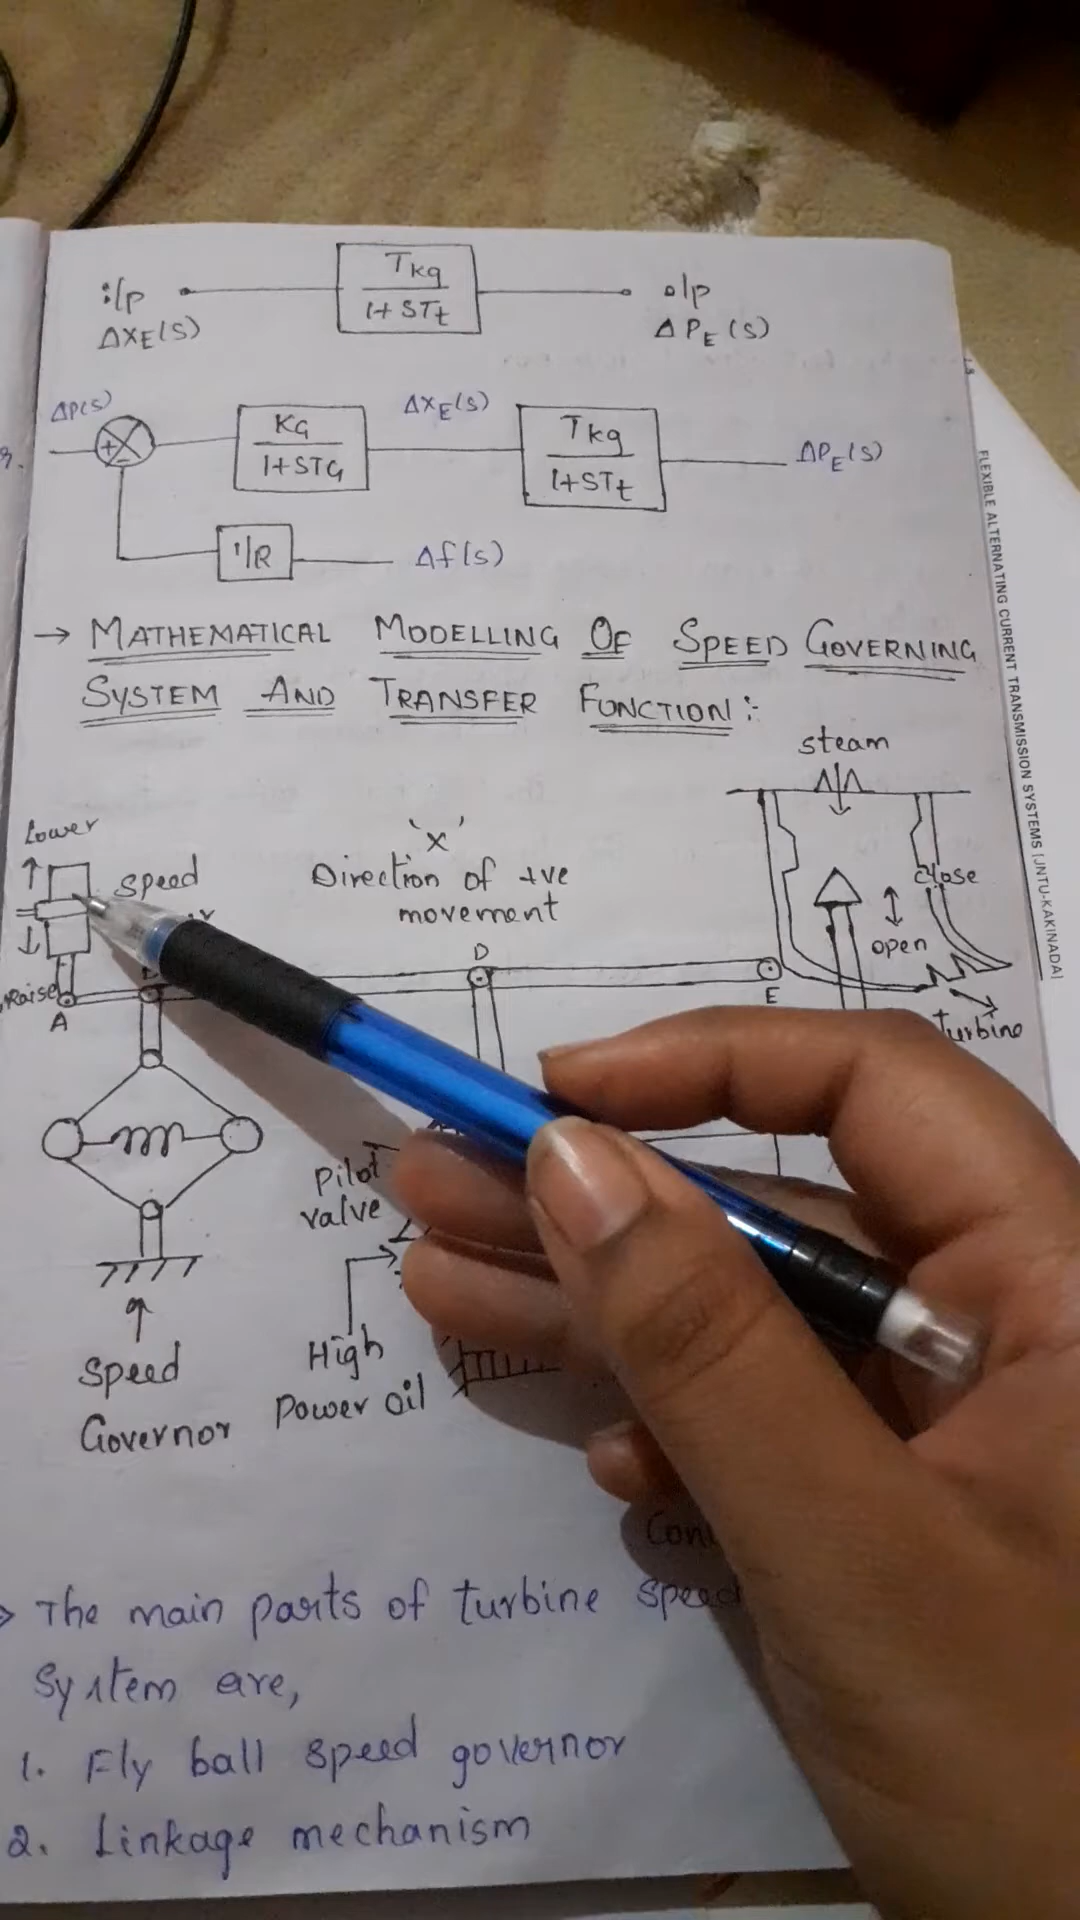 i/p
Tkg
1+STt
o/p
ΔXE(s)
ΔPE(s)
ΔP(s)
+
-
KG
1+STG
ΔXE(s)
Tkg
1+STt
ΔPE(s)
1/R
Δf(s)
→ MATHEMATICAL MODELLING OF SPEED GOVERNING
SYSTEM AND TRANSFER FUNCTION :-
steam
Lower
'x'
Direction of +ve
movement
speed
close
open
D
E
Raise
A
turbine
Pilot
valve
High
Power oil
Speed
Governor
The main parts of turbine speed
system are,
1. Fly ball speed governor
2. Linkage mechanism
FLEXIBLE ALTERNATING CURRENT TRANSMISSION SYSTEMS [JNTU-KAKINADA]